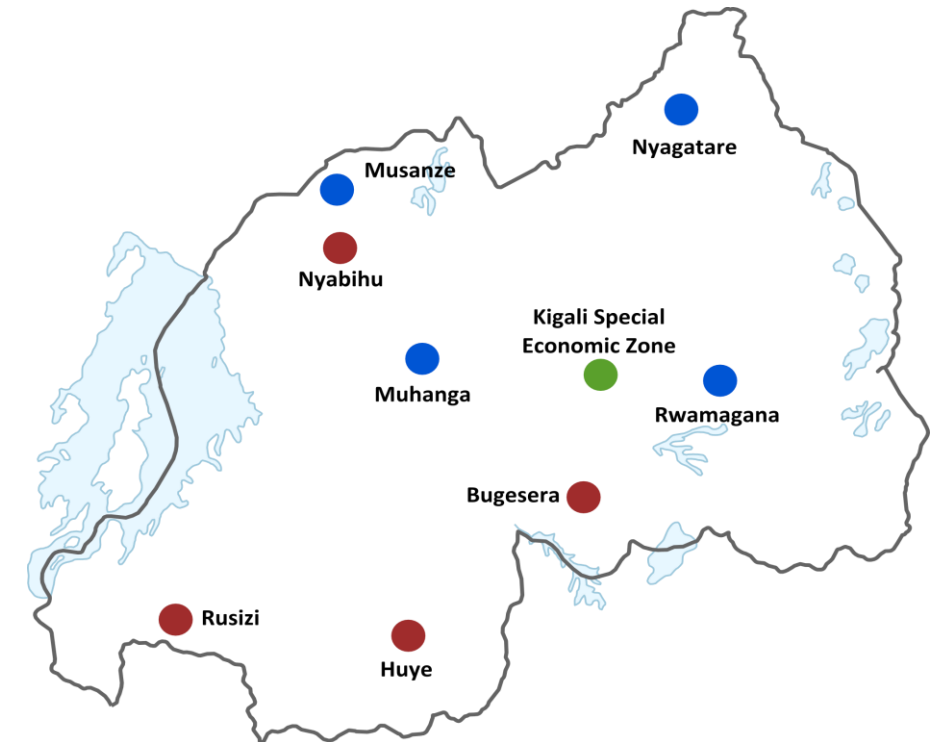 Nyagatare
Musanze
Nyabihu
Kigali Special
Economic Zone
Muhanga
Rwamagana
Bugesera
Rusizi
Huye